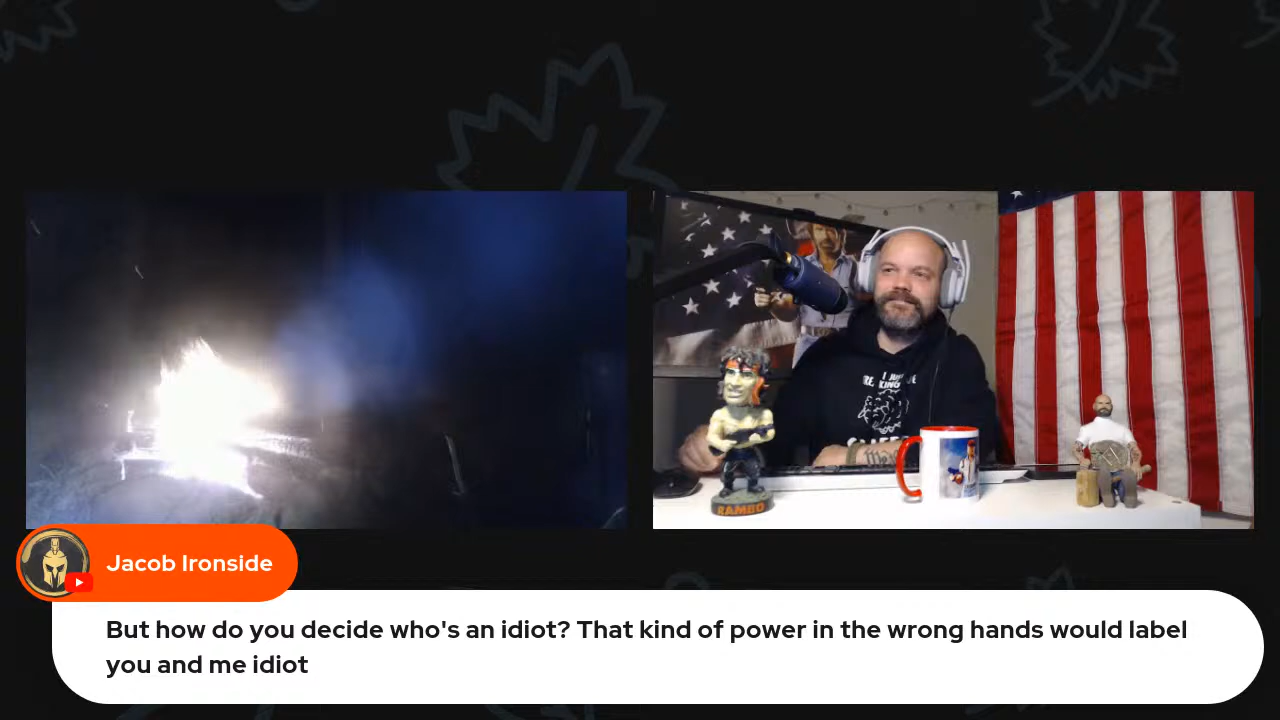 I JUST
RAMBO
Jacob Ironside
But how do you decide who's an idiot? That kind of power in the wrong hands would label
you and me idiot